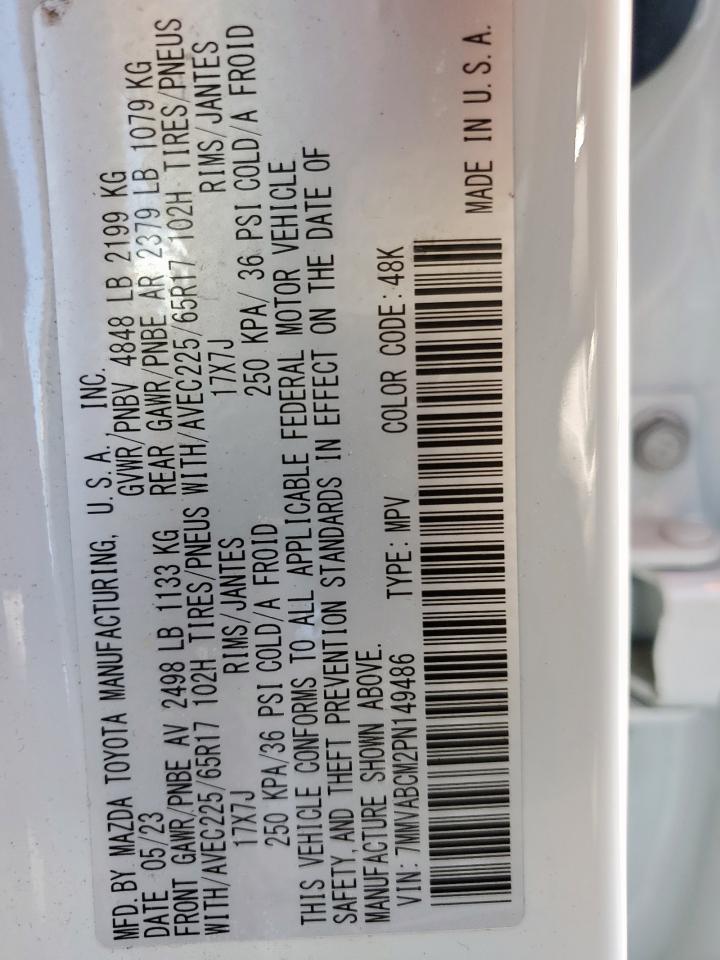 MFD. BY MAZDA TOYOTA MANUFACTURING, U. S. A., INC.
DATE 05/23 GVWR/PNBV 4848 LB 2199 KG
FRONT GAWR/PNBE AV 2498 LB 1133 KG REAR GAWR/PNBE AR 2379 LB 1079 KG
WITH/AVEC225/65R17 102H TIRES/PNEUS WITH/AVEC225/65R17 102H TIRES/PNEUS
17X7J RIMS/JANTES 17X7J RIMS/JANTES
250 KPA/36 PSI COLD/A FROID 250 KPA/ 36 PSI COLD/A FROID
THIS VEHICLE CONFORMS TO ALL APPLICABLE FEDERAL MOTOR VEHICLE
SAFETY, AND THEFT PREVENTION STANDARDS IN EFFECT ON THE DATE OF
MANUFACTURE SHOWN ABOVE.
VIN: 7MMVABCM2PN149486 TYPE: MPV COLOR CODE: 48K
MADE IN U. S. A.